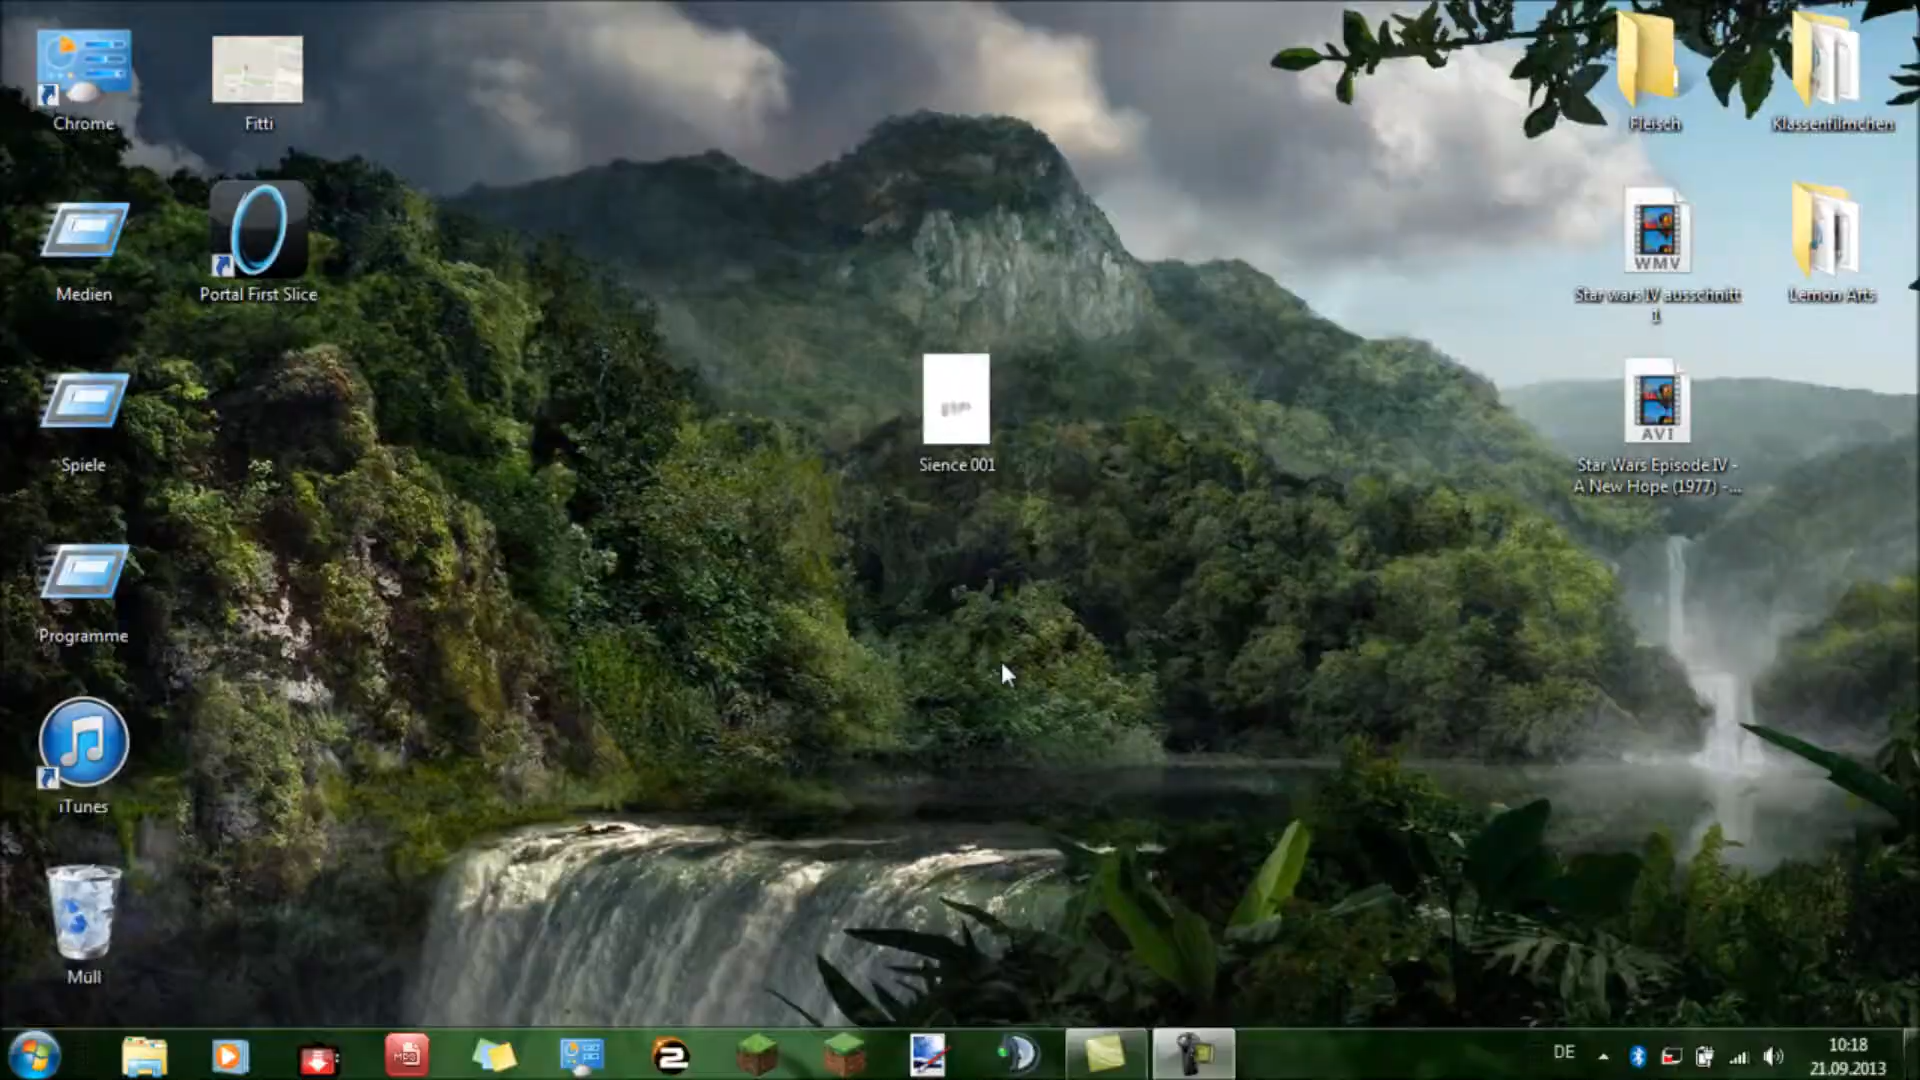 Chrome
Fitti
Fleisch
Klassenfilmchen
Medien
Portal First Slice
WMV
Star wars IV ausschnitt
1
Lemon Arts
Spiele
Sience 001
AVI
Star Wars Episode IV -
A New Hope (1977) -...
Programme
iTunes
Müll
2
DE
10:18
21.09.2013